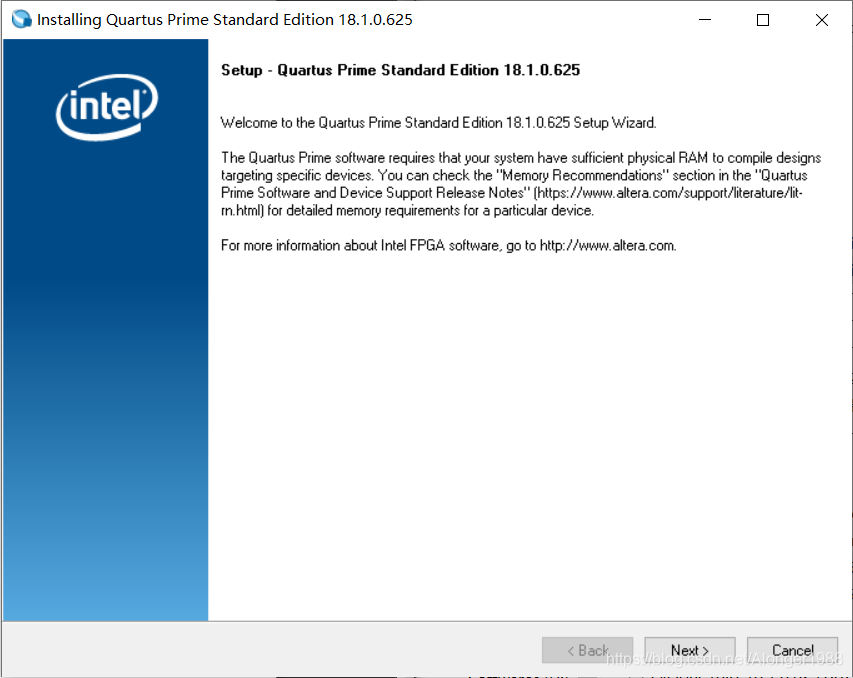 Installing Quartus Prime Standard Edition 18.1.0.625
intel
Setup - Quartus Prime Standard Edition 18.1.0.625
Welcome to the Quartus Prime Standard Edition 18.1.0.625 Setup Wizard.
The Quartus Prime software requires that your system have sufficient physical RAM to compile designs
targeting specific devices. You can check the "Memory Recommendations" section in the "Quartus
Prime Software and Device Support Release Notes" (https://www.altera.com/support/literature/lit-
rn.html) for detailed memory requirements for a particular device.
For more information about Intel FPGA software, go to http://www.altera.com.
< Back
Next >
Cancel
https://blog.csdn.net/Alonger1988